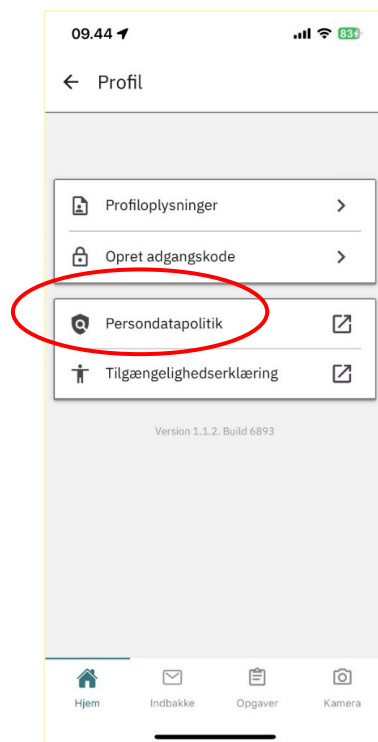 09.44
83
Profil
Profiloplysninger
Opret adgangskode
Persondatapolitik
Tilgængelighedserklæring
Version 1.1.2. Build 6893
Hjem Indbakke Opgaver Kamera